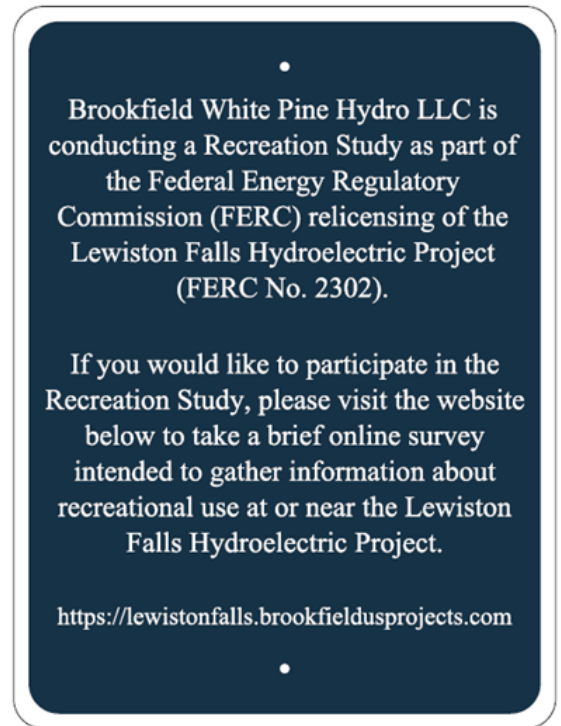 Brookfield White Pine Hydro LLC is
conducting a Recreation Study as part of
the Federal Energy Regulatory
Commission (FERC) relicensing of the
Lewiston Falls Hydroelectric Project
(FERC No. 2302).
If you would like to participate in the
Recreation Study, please visit the website
below to take a brief online survey
intended to gather information about
recreational use at or near the Lewiston
Falls Hydroelectric Project.
https://lewistonfalls.brookfieldusprojects.com